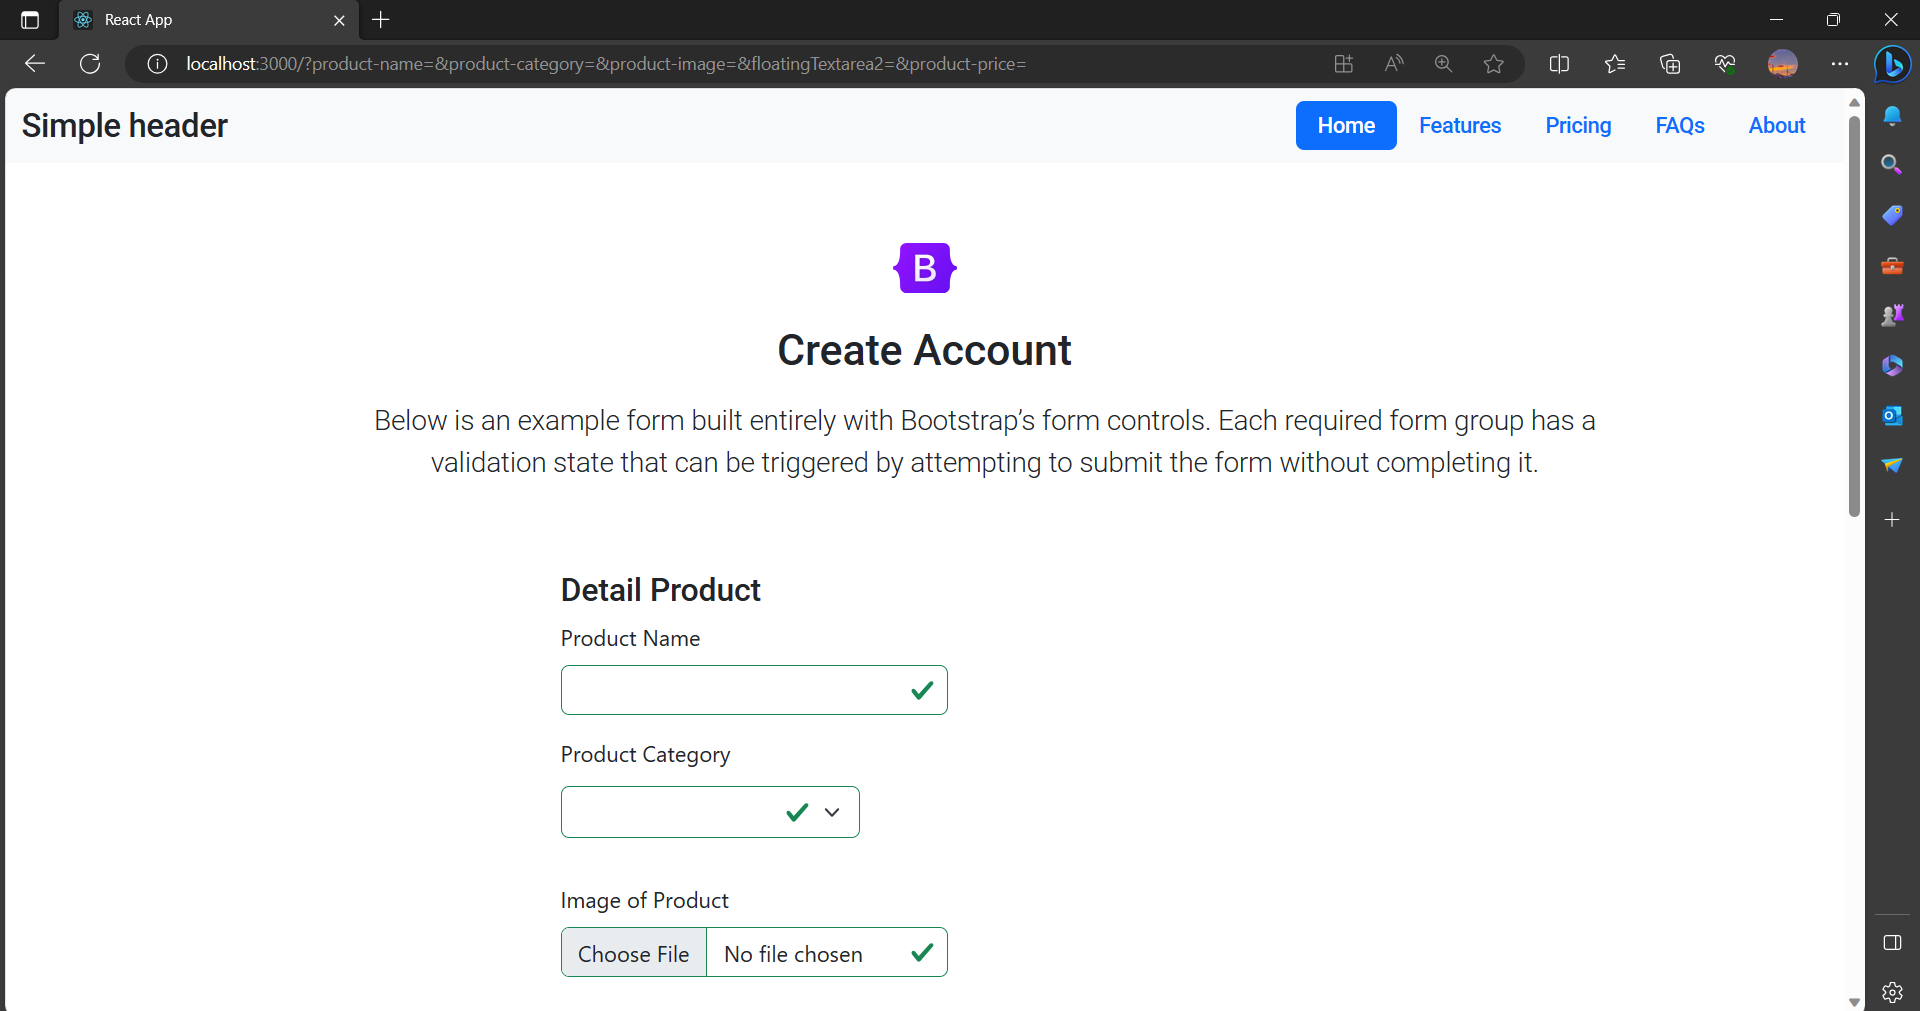 React App
localhost:3000/?product-name=&product-category=&product-image=&floatingTextarea2=&product-price=
Simple header
Home
Features
Pricing
FAQs
About
B
Create Account
Below is an example form built entirely with Bootstrap’s form controls. Each required form group has a
validation state that can be triggered by attempting to submit the form without completing it.
Detail Product
Product Name
Product Category
Image of Product
Choose File No file chosen